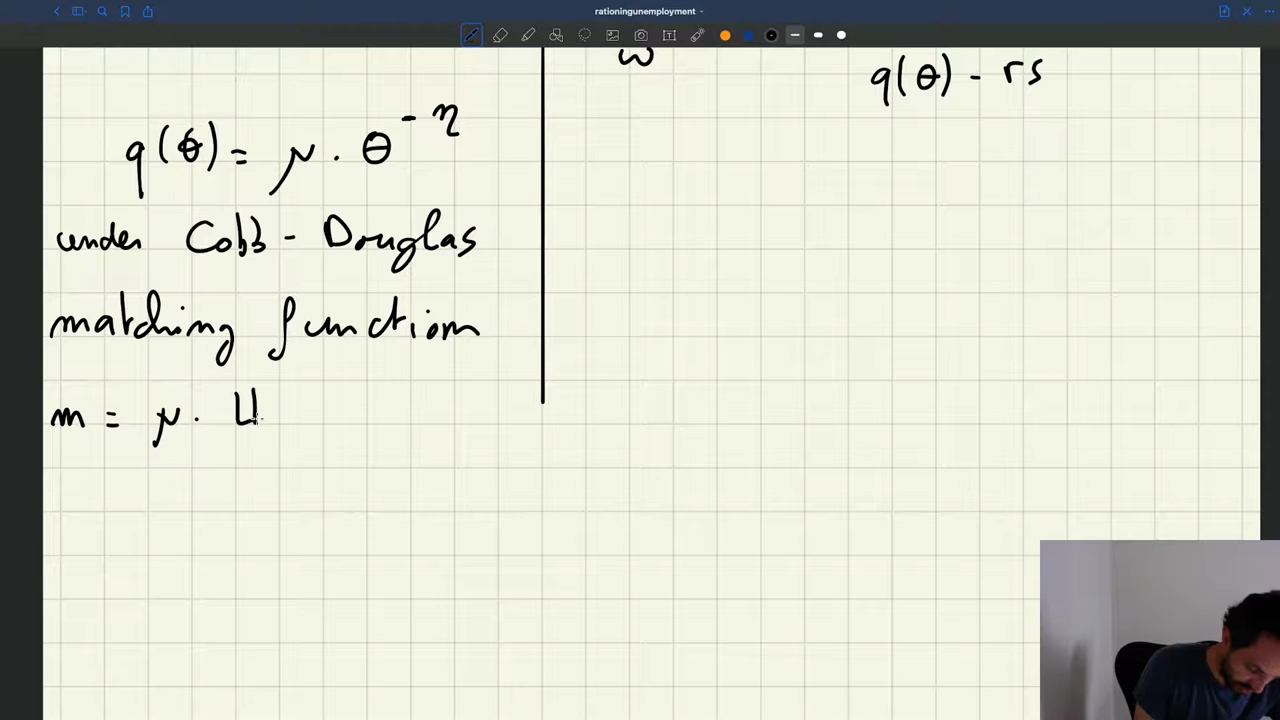 rationingunemployment
ω
q(θ) - rs
q(θ) = μ · θ^-η
under Cobb - Douglas
matching function
m = μ · U